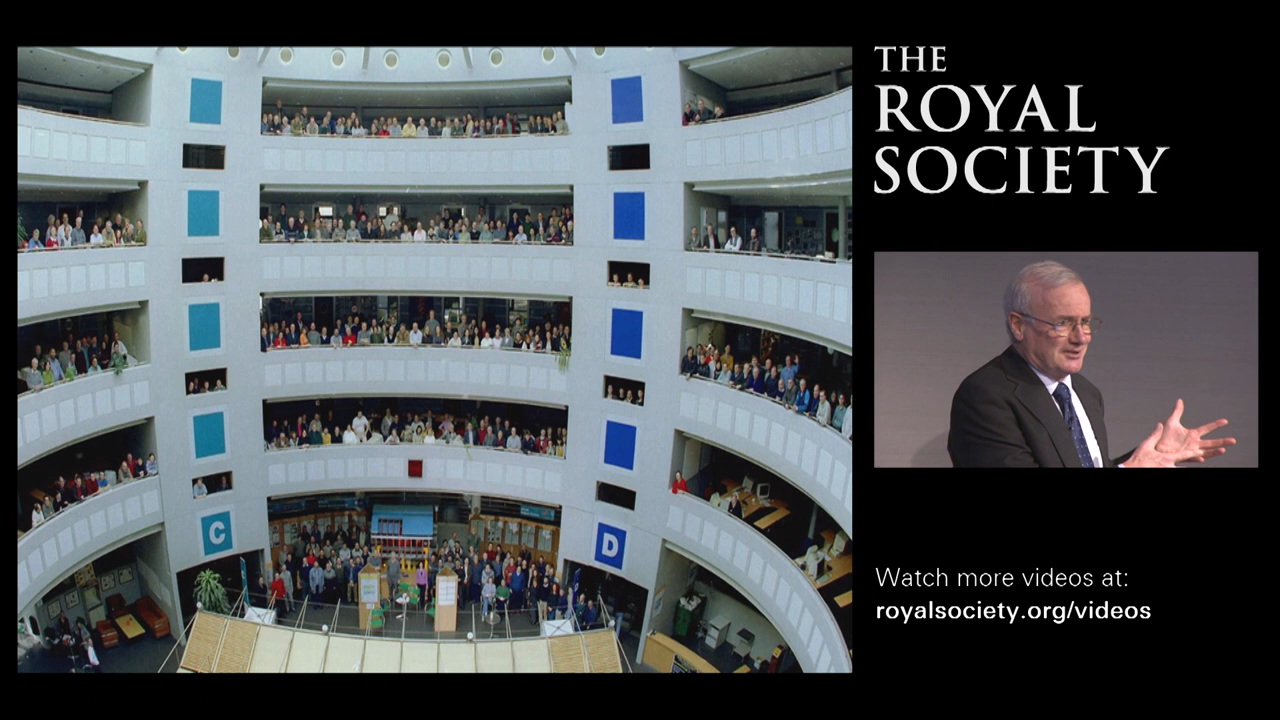 THE
ROYAL
SOCIETY
C
D
Watch more videos at:
royalsociety.org/videos